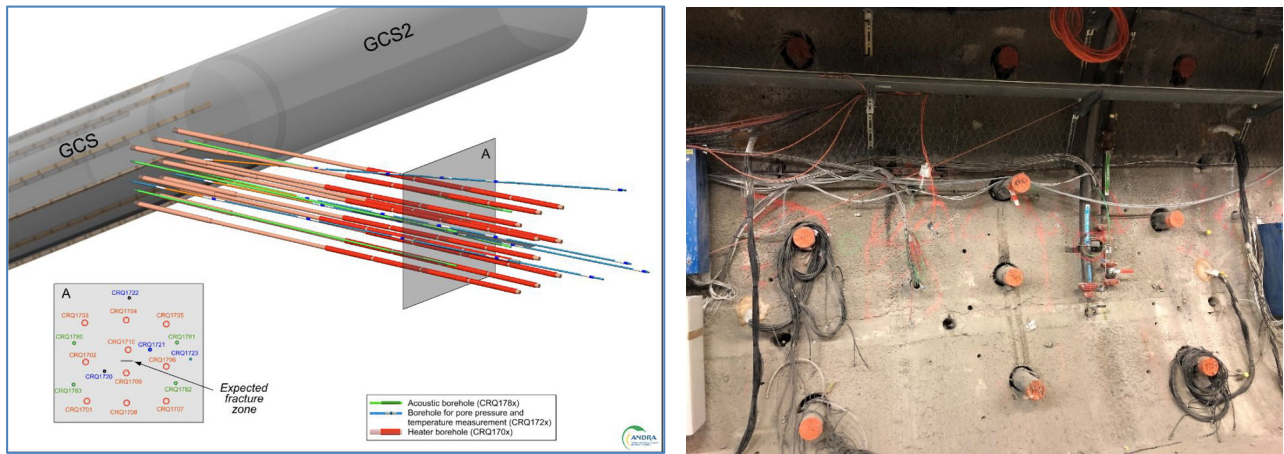 GCS2
GCS
A
A
CRQ1722
CRQ1703
CRQ1704
CRQ1705
CRQ1780
CRQ1781
CRQ1710
CRQ1721
CRQ1723
CRQ1702
CRQ1706
CRQ1720
CRQ1709
CRQ1783
CRQ1782
CRQ1701
CRQ1708
CRQ1707
Expected
fracture
zone
Acoustic borehole (CRQ178x)
Borehole for pore pressure and
temperature measurement (CRQ172x)
Heater borehole (CRQ170x)
ANDRA